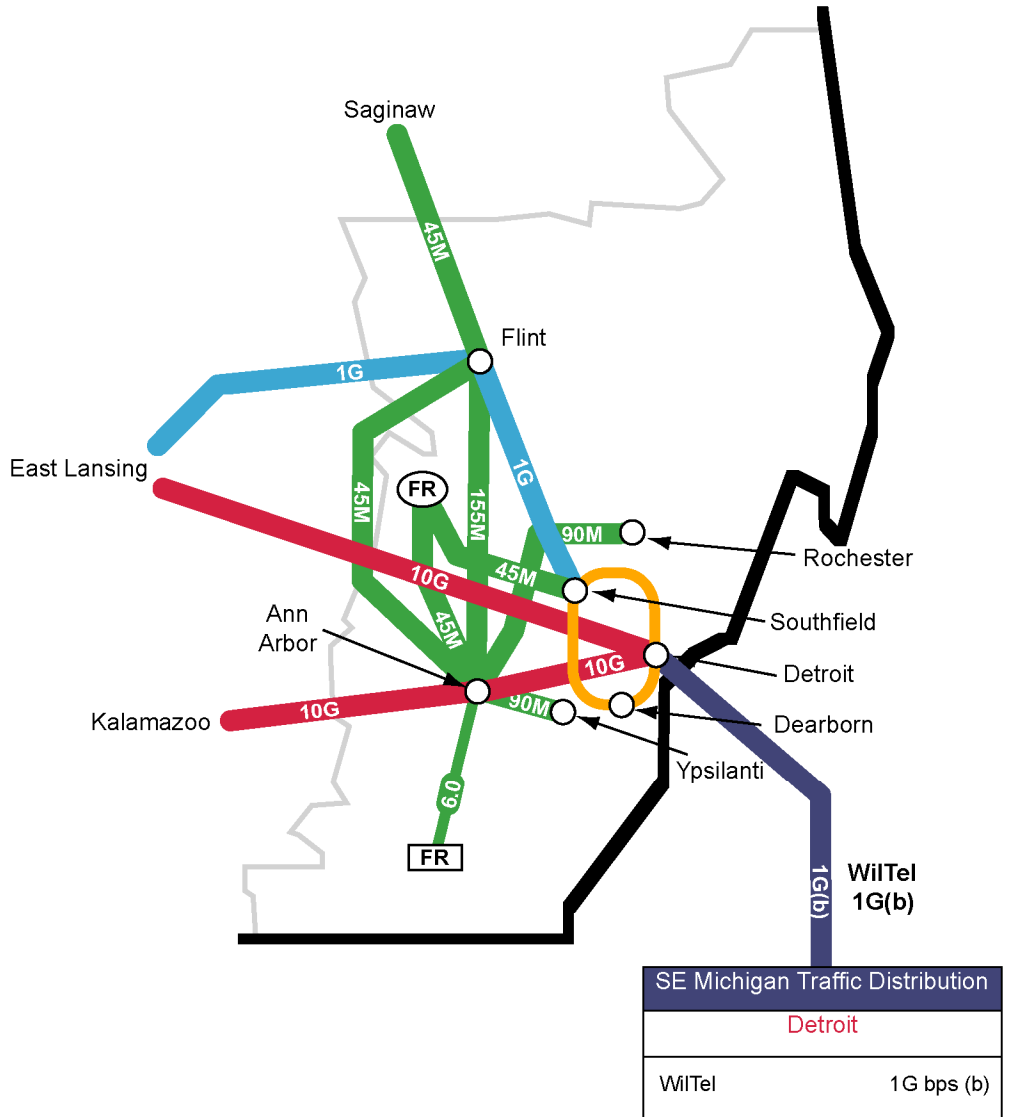 Saginaw
45M
Flint
1G
East Lansing
1G
45M
FR
155M
90M
Rochester
10G
45M
Ann
Arbor
45M
Southfield
10G
Detroit
Kalamazoo
10G
90M
Dearborn
Ypsilanti
0.9
FR
1G(b)
WilTel
1G(b)
SE Michigan Traffic Distribution
Detroit
WilTel 1G bps (b)